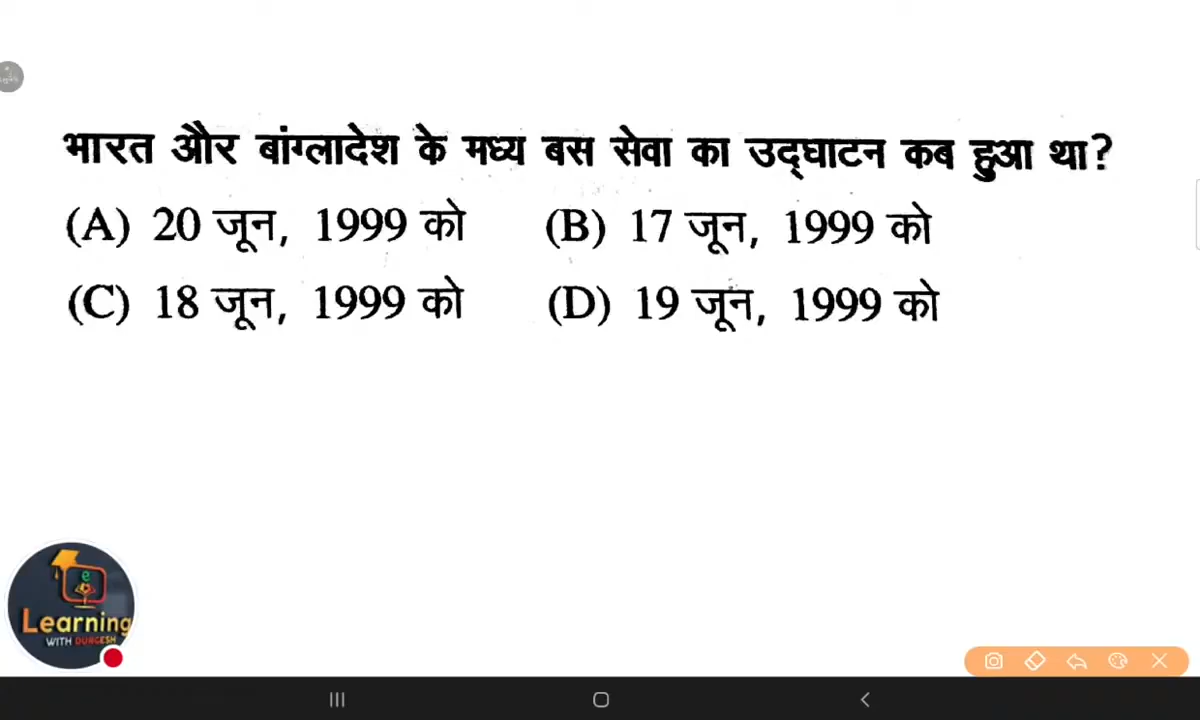 भारत और बांग्लादेश के मध्य बस सेवा का उद्घाटन कब हुआ था?
(A) 20 जून, 1999 को (B) 17 जून, 1999 को
(C) 18 जून, 1999 को (D) 19 जून, 1999 को
e
Learning
WITH DURGESH